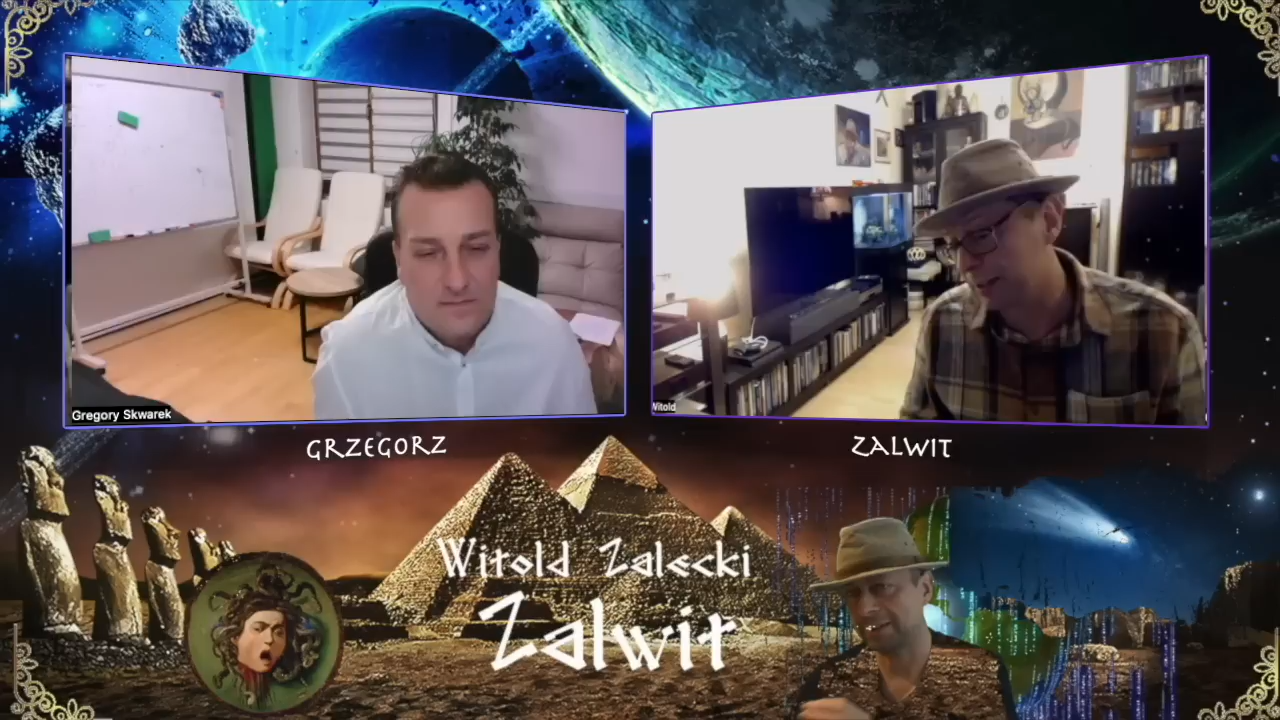 Gregory Skwarek
Witold
GRZEGORZ
ZALWIT
Witold Zalecki
Zalwit